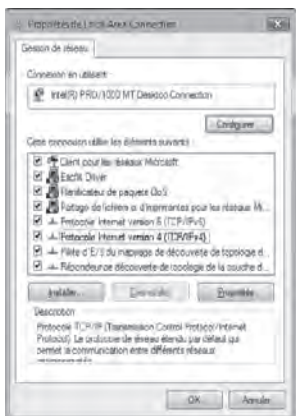 Propriétés de Local Area Connection
Gestion de réseau
Connexion en utilisant :
Intel(R) PRO/1000 MT Desktop Connection
Configurer...
Cette connexion utilise les éléments suivants :
Client pour les réseaux Microsoft
Driver
Planificateur de paquets QoS
Partage de fichiers et d'imprimantes pour les réseaux Mi...
Protocole Internet version 6 (TCP/IPv6)
Protocole Internet version 4 (TCP/IPv4)
Pilote d'E/S du mappage de découverte de topologie d...
Répondeur de découverte de topologie de la couche d...
Installer...
Désinstaller
Propriétés
Description
Protocole TCP/IP (Transmission Control Protocol/Internet
Protocol). Le protocole de réseau étendu par défaut qui
permet la communication entre différents réseaux
OK
Annuler